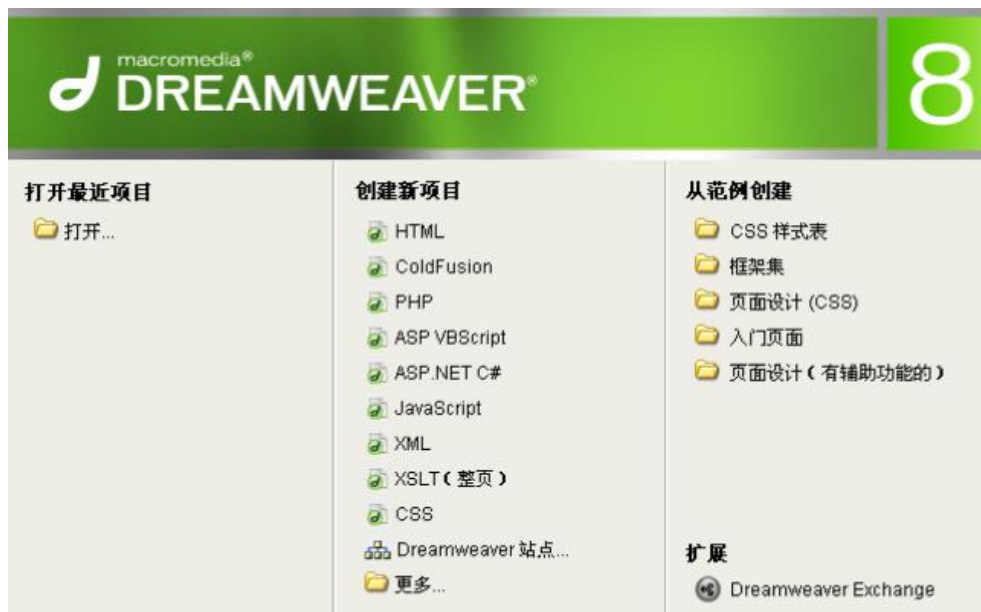 macromedia®
DREAMWEAVER®
8
打开最近项目
打开...
创建新项目
HTML
ColdFusion
PHP
ASP VBScript
ASP.NET C#
JavaScript
XML
XSLT（整页）
CSS
Dreamweaver 站点...
更多...
从范例创建
CSS 样式表
框架集
页面设计 (CSS)
入门页面
页面设计（有辅助功能的）
扩展
Dreamweaver Exchange